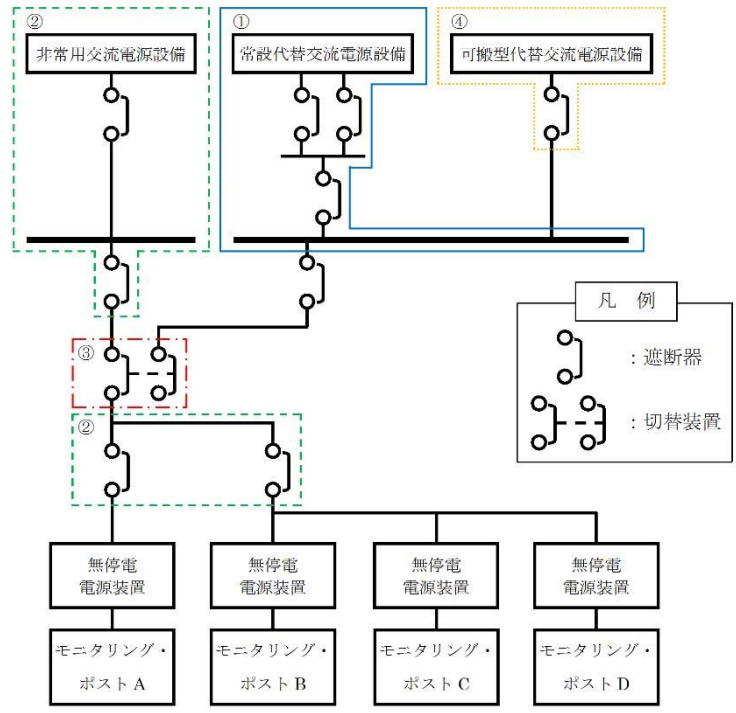 ②
非常用交流電源設備
①
常設代替交流電源設備
④
可搬型代替交流電源設備
凡 例
：遮断器
：切替装置
③
②
無停電
電源装置
無停電
電源装置
無停電
電源装置
無停電
電源装置
モニタリング・
ポスト A
モニタリング・
ポスト B
モニタリング・
ポスト C
モニタリング・
ポスト D